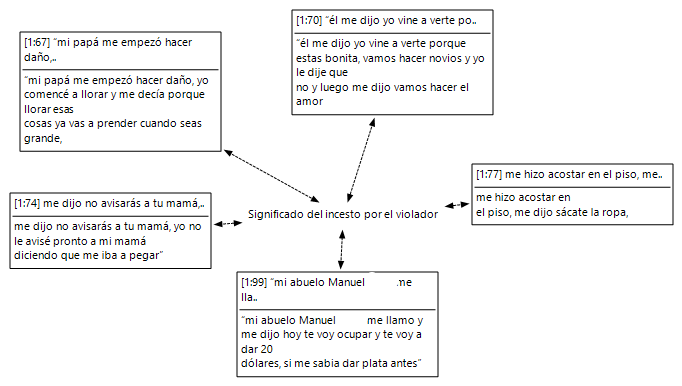 [1:70] “él me dijo yo vine a verte po..
“él me dijo yo vine a verte porque
estas bonita, vamos hacer novios y yo
le dije que
no y luego me dijo vamos hacer el
amor
[1:67] “mi papá me empezó hacer
daño,..
“mi papá me empezó hacer daño, yo
comencé a llorar y me decía porque
llorar esas
cosas ya vas a prender cuando seas
grande,
[1:77] me hizo acostar en el piso, me..
me hizo acostar en
el piso, me dijo sácate la ropa,
[1:74] me dijo no avisarás a tu mamá,..
me dijo no avisarás a tu mamá, yo no
le avisé pronto a mi mamá
diciendo que me iba a pegar”
Significado del incesto por el violador
[1:99] “mi abuelo Manuel .me
lla..
“mi abuelo Manuel me llamo y
me dijo hoy te voy ocupar y te voy a
dar 20
dólares, si me sabia dar plata antes”